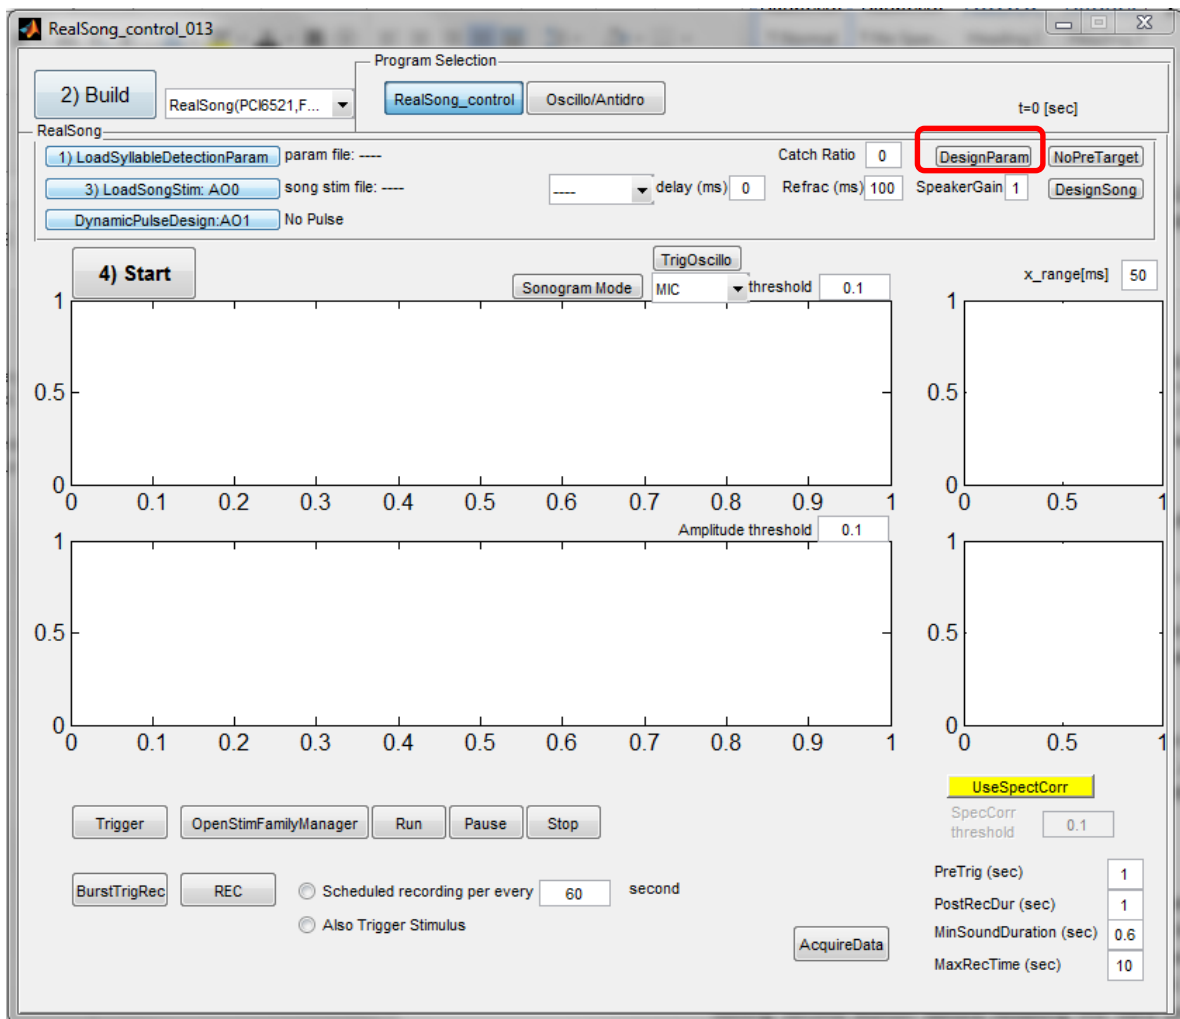 RealSong_control_013
Program Selection
2) Build
RealSong(PCI6521,F...
RealSong_control
Oscillo/Antidro
t=0 [sec]
RealSong
1) LoadSyllableDetectionParam
param file: ----
Catch Ratio
0
DesignParam
NoPreTarget
3) LoadSongStim: AO0
song stim file: ----
----
delay (ms)
0
Refrac (ms)
100
SpeakerGain
1
DesignSong
DynamicPulseDesign:AO1
No Pulse
4) Start
TrigOscillo
x_range[ms]
50
Sonogram Mode
MIC
threshold
0.1
1
0.5
0
0 0.1 0.2 0.3 0.4 0.5 0.6 0.7 0.8 0.9 1
1
0.5
0
0 0.5 1
Amplitude threshold
0.1
1
0.5
0
0 0.1 0.2 0.3 0.4 0.5 0.6 0.7 0.8 0.9 1
1
0.5
0
0 0.5 1
UseSpectCorr
SpecCorr
threshold
0.1
Trigger
OpenStimFamilyManager
Run
Pause
Stop
BurstTrigRec
REC
Scheduled recording per every
60
second
Also Trigger Stimulus
AcquireData
PreTrig (sec)
1
PostRecDur (sec)
1
MinSoundDuration (sec)
0.6
MaxRecTime (sec)
10